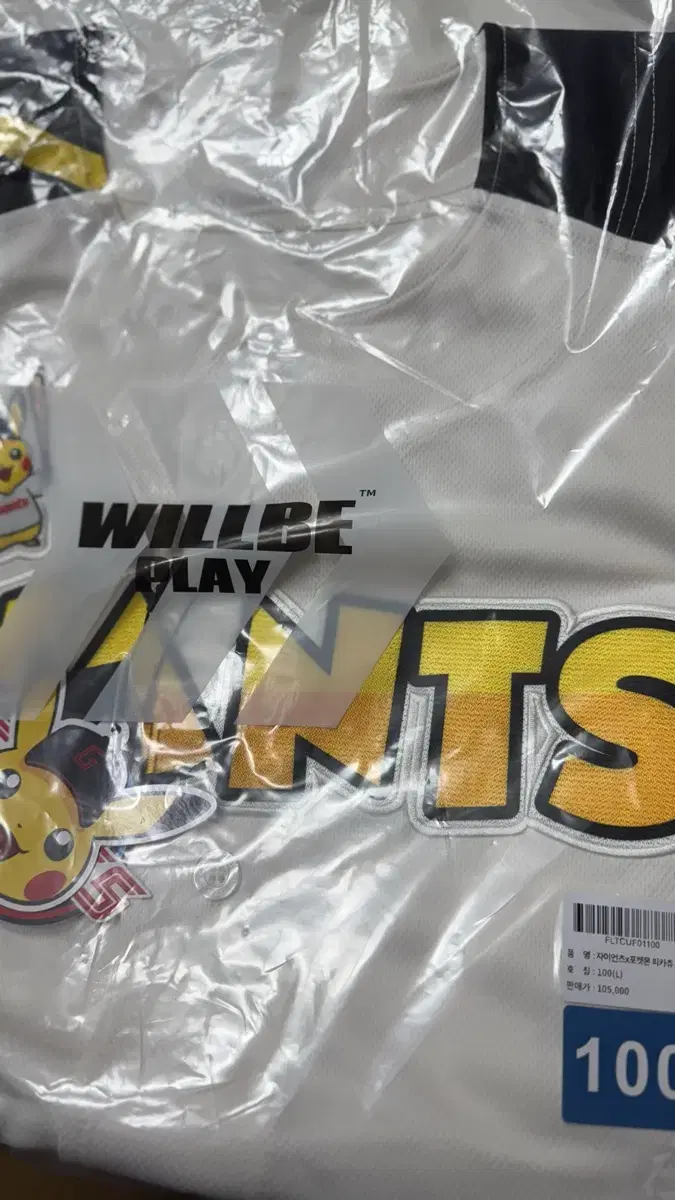 WILLBE™
PLAY
ANTS
FLTCUF01100
품 명 : 자이언츠x포켓몬 피카츄
호 칭 : 100(L)
판매가 : 105,000
100